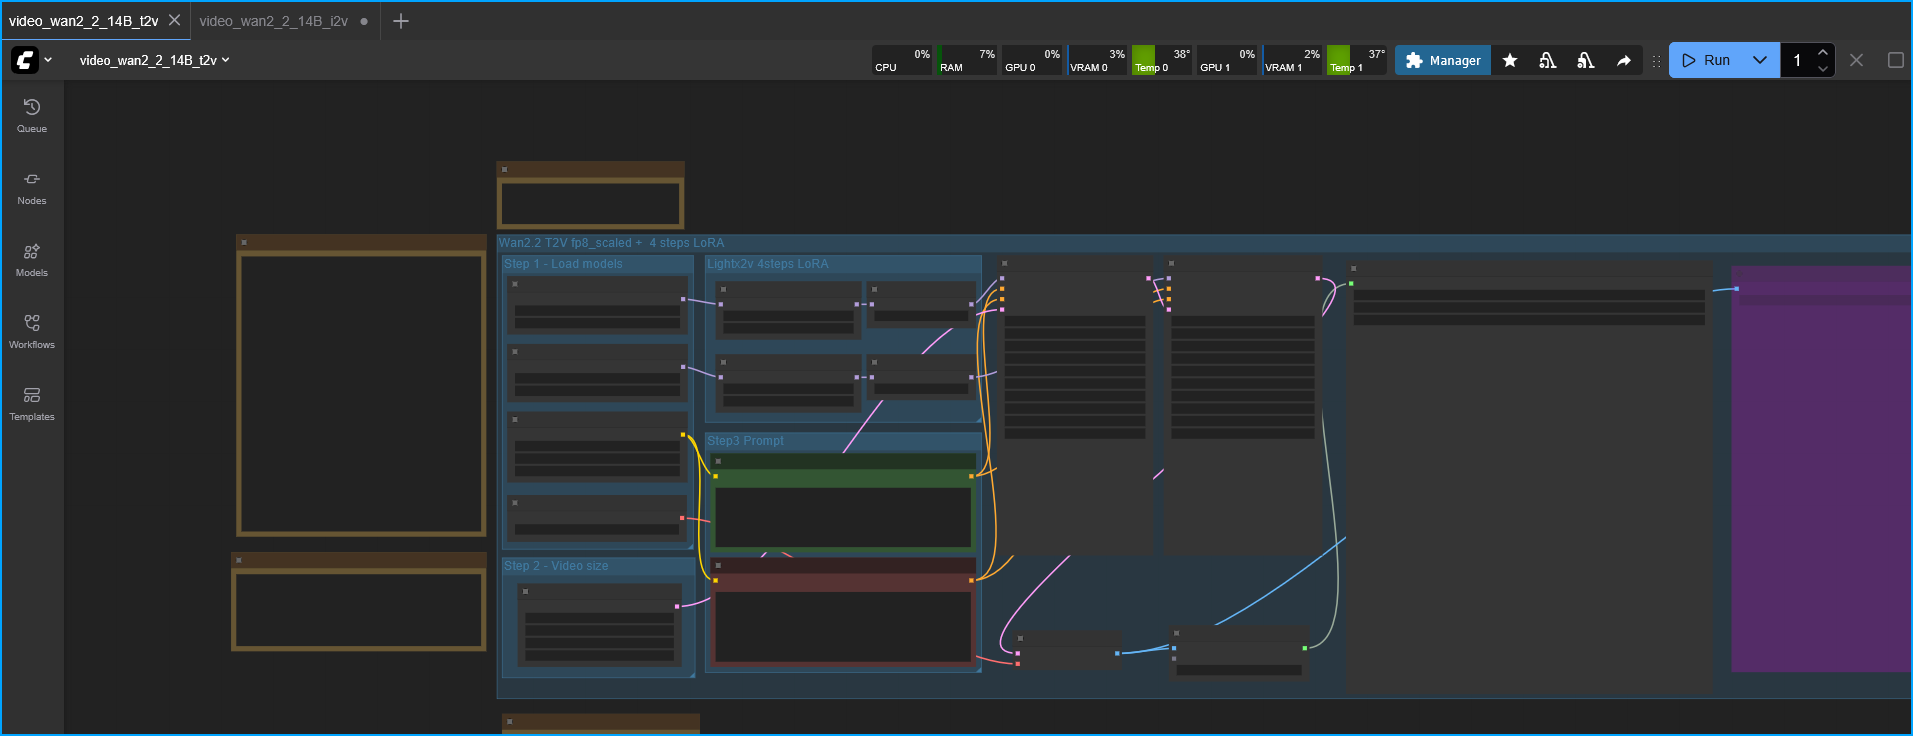 video_wan2_2_14B_t2v
video_wan2_2_14B_i2v
video_wan2_2_14B_t2v
0%
CPU
7%
RAM
0%
GPU 0
3%
VRAM 0
38°
Temp 0
0%
GPU 1
2%
VRAM 1
37°
Temp 1
Manager
Run
1
Queue
Nodes
Models
Workflows
Templates
Wan2.2 T2V fp8_scaled +  4 steps LoRA
Step 1 - Load models
Lightx2v 4steps LoRA
Step3 Prompt
Step 2 - Video size